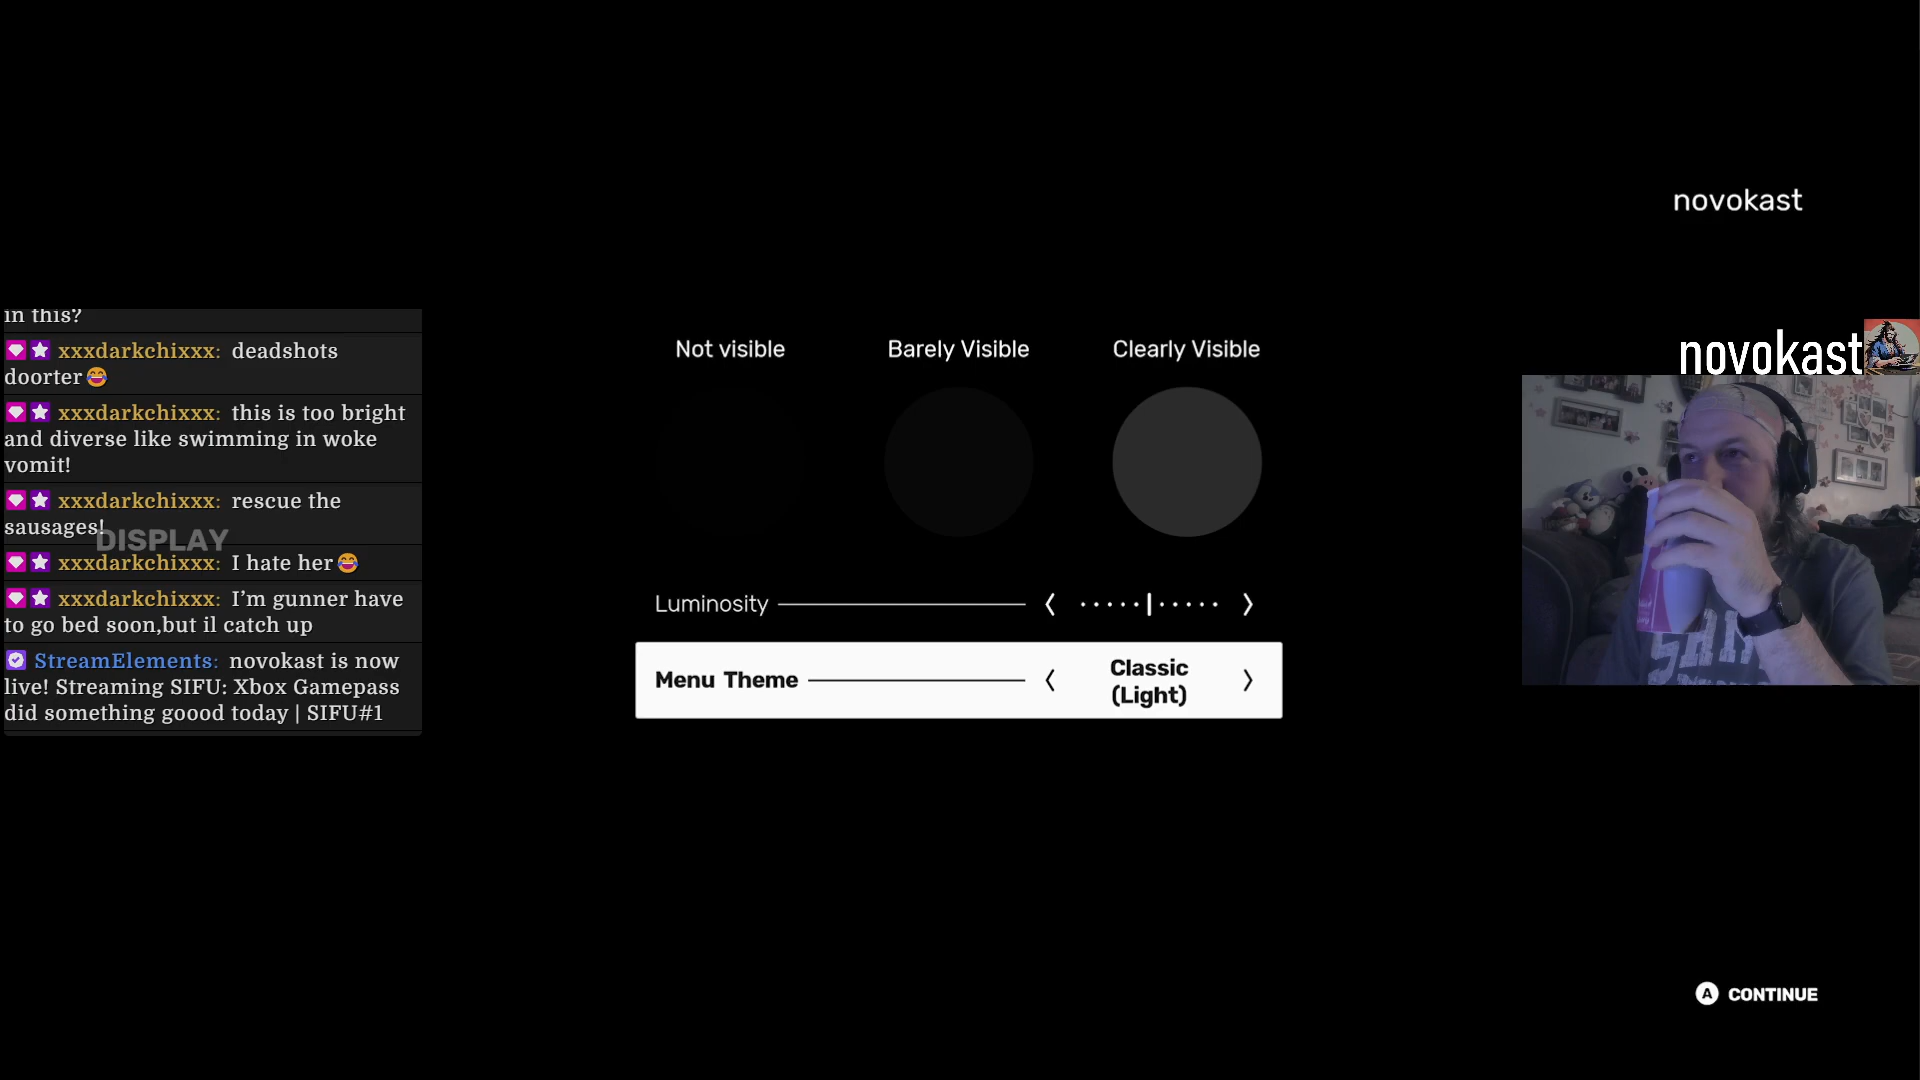 novokast
in this?
xxxdarkchixxx: deadshots
doorter😂
xxxdarkchixxx: this is too bright
and diverse like swimming in woke
vomit!
xxxdarkchixxx: rescue the
sausages!
DISPLAY
xxxdarkchixxx: I hate her😂
xxxdarkchixxx: I’m gunner have
to go bed soon,but il catch up
StreamElements: novokast is now
live! Streaming SIFU: Xbox Gamepass
did something goood today | SIFU#1
Not visible
Barely Visible
Clearly Visible
Luminosity
Menu Theme
Classic
(Light)
novokast
A CONTINUE